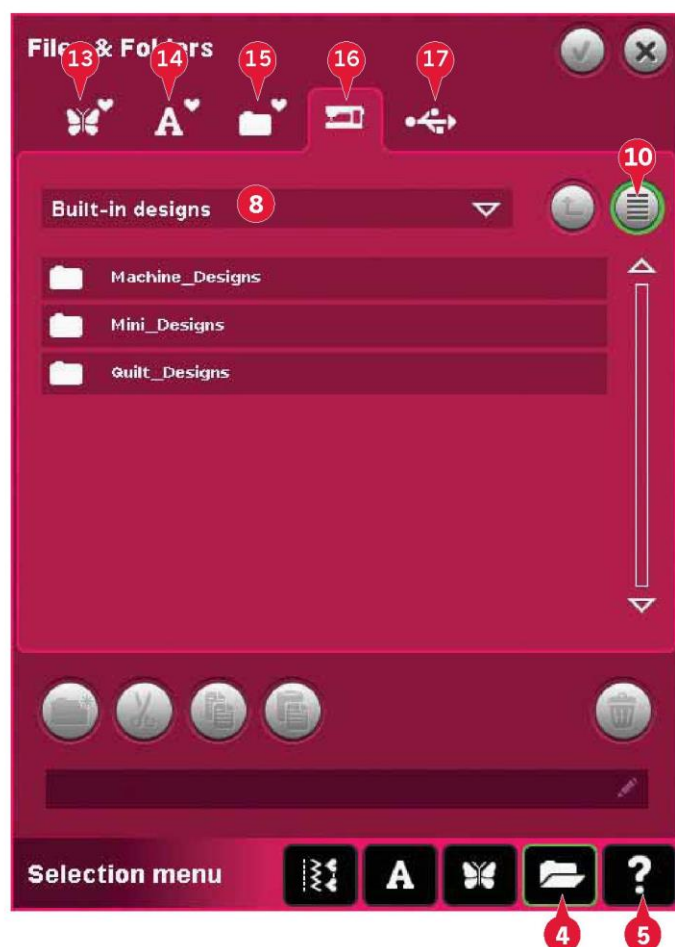 Files & Folders
13 14 15 16 17
A A
10
Built-in designs 8
Machine_Designs
Mini_Designs
Quilt_Designs
Selection menu A ?
4 5